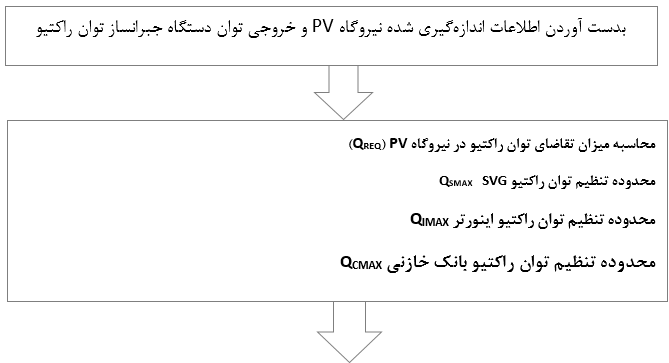 بدست آوردن اطلاعات اندازه‌گیری شده نیروگاه PV و خروجی توان دستگاه جبرانساز توان راکتیو
محاسبه میزان تقاضای توان راکتیو در نیروگاه PV (QREQ)
محدوده تنظیم توان راکتیو QSMAX SVG
محدوده تنظیم توان راکتیو اینورتر QIMAX
محدوده تنظیم توان راکتیو بانک خازنی QCMAX